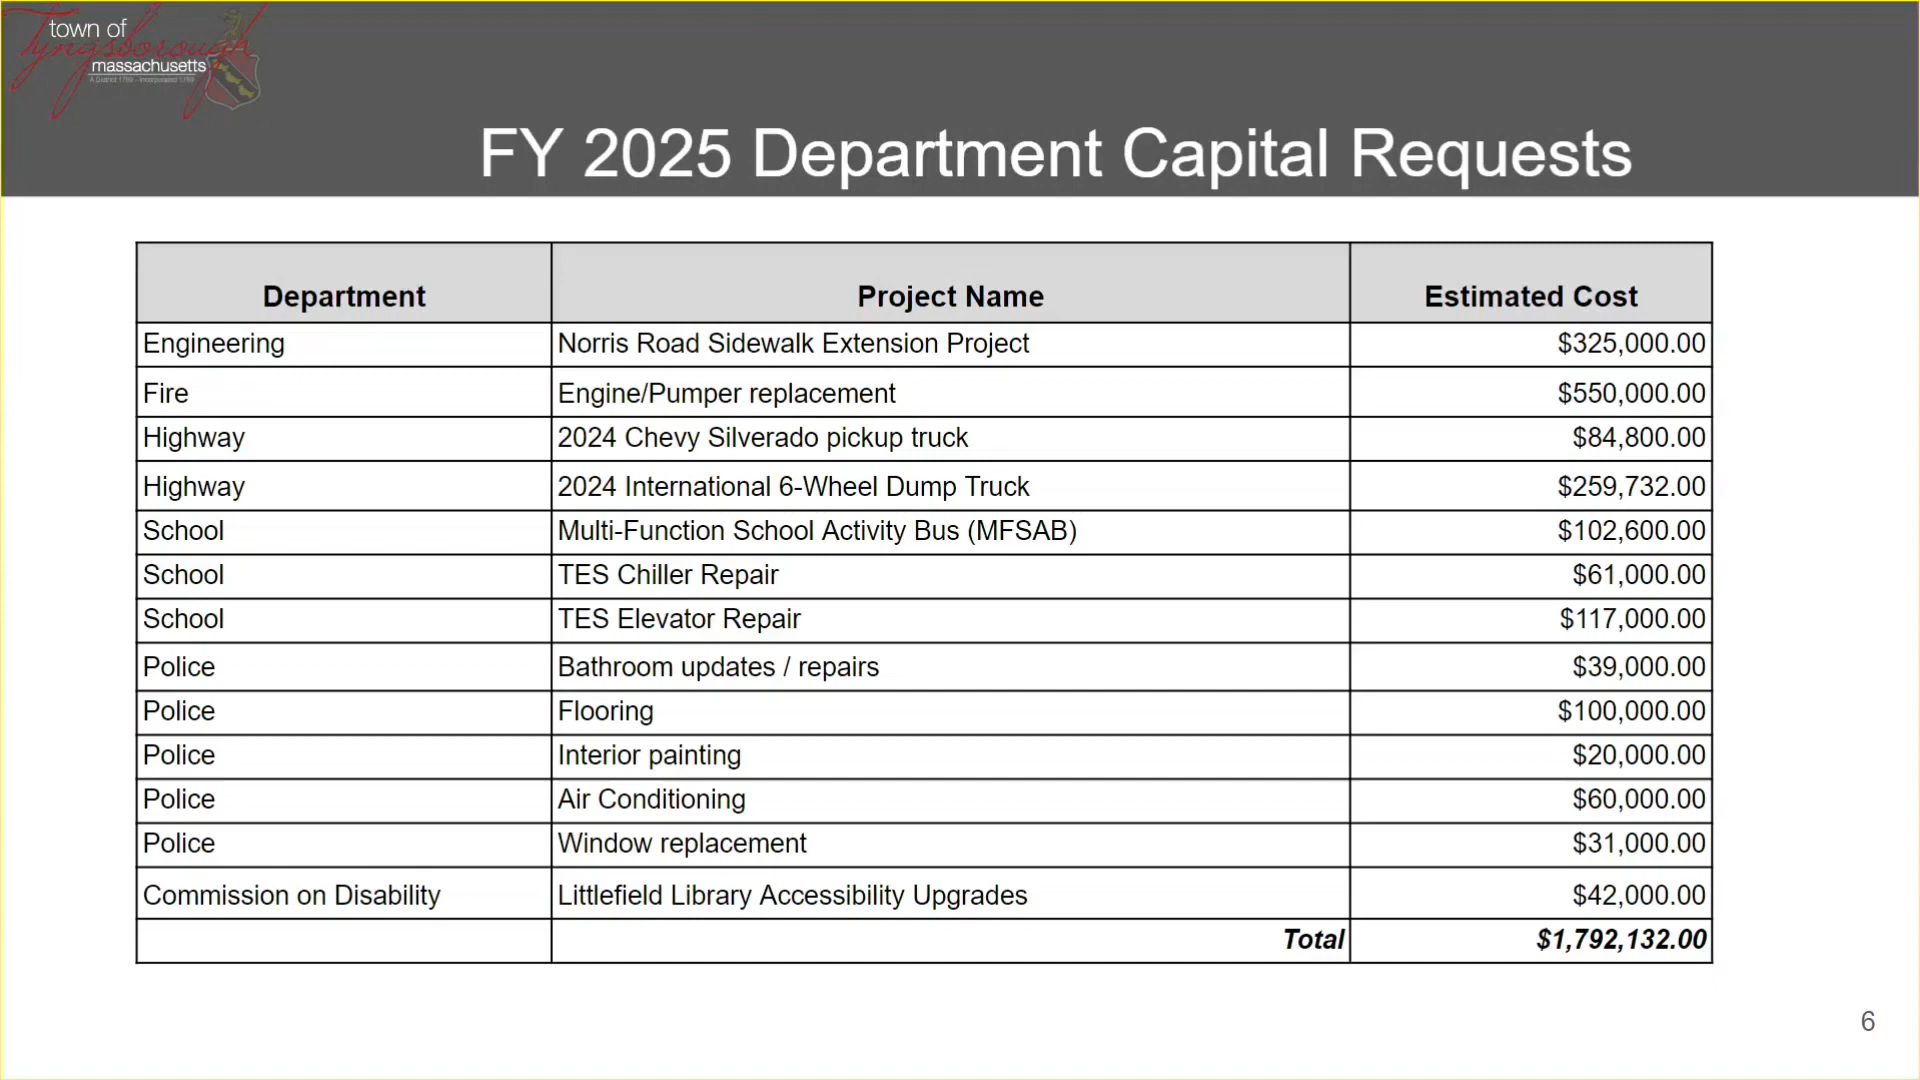 town of
Tyngsborough
massachusetts
A District 1789 - Incorporated 1789
FY 2025 Department Capital Requests
Department Project Name Estimated Cost
Engineering Norris Road Sidewalk Extension Project $325,000.00
Fire Engine/Pumper replacement $550,000.00
Highway 2024 Chevy Silverado pickup truck $84,800.00
Highway 2024 International 6-Wheel Dump Truck $259,732.00
School Multi-Function School Activity Bus (MFSAB) $102,600.00
School TES Chiller Repair $61,000.00
School TES Elevator Repair $117,000.00
Police Bathroom updates / repairs $39,000.00
Police Flooring $100,000.00
Police Interior painting $20,000.00
Police Air Conditioning $60,000.00
Police Window replacement $31,000.00
Commission on Disability Littlefield Library Accessibility Upgrades $42,000.00
Total $1,792,132.00
6